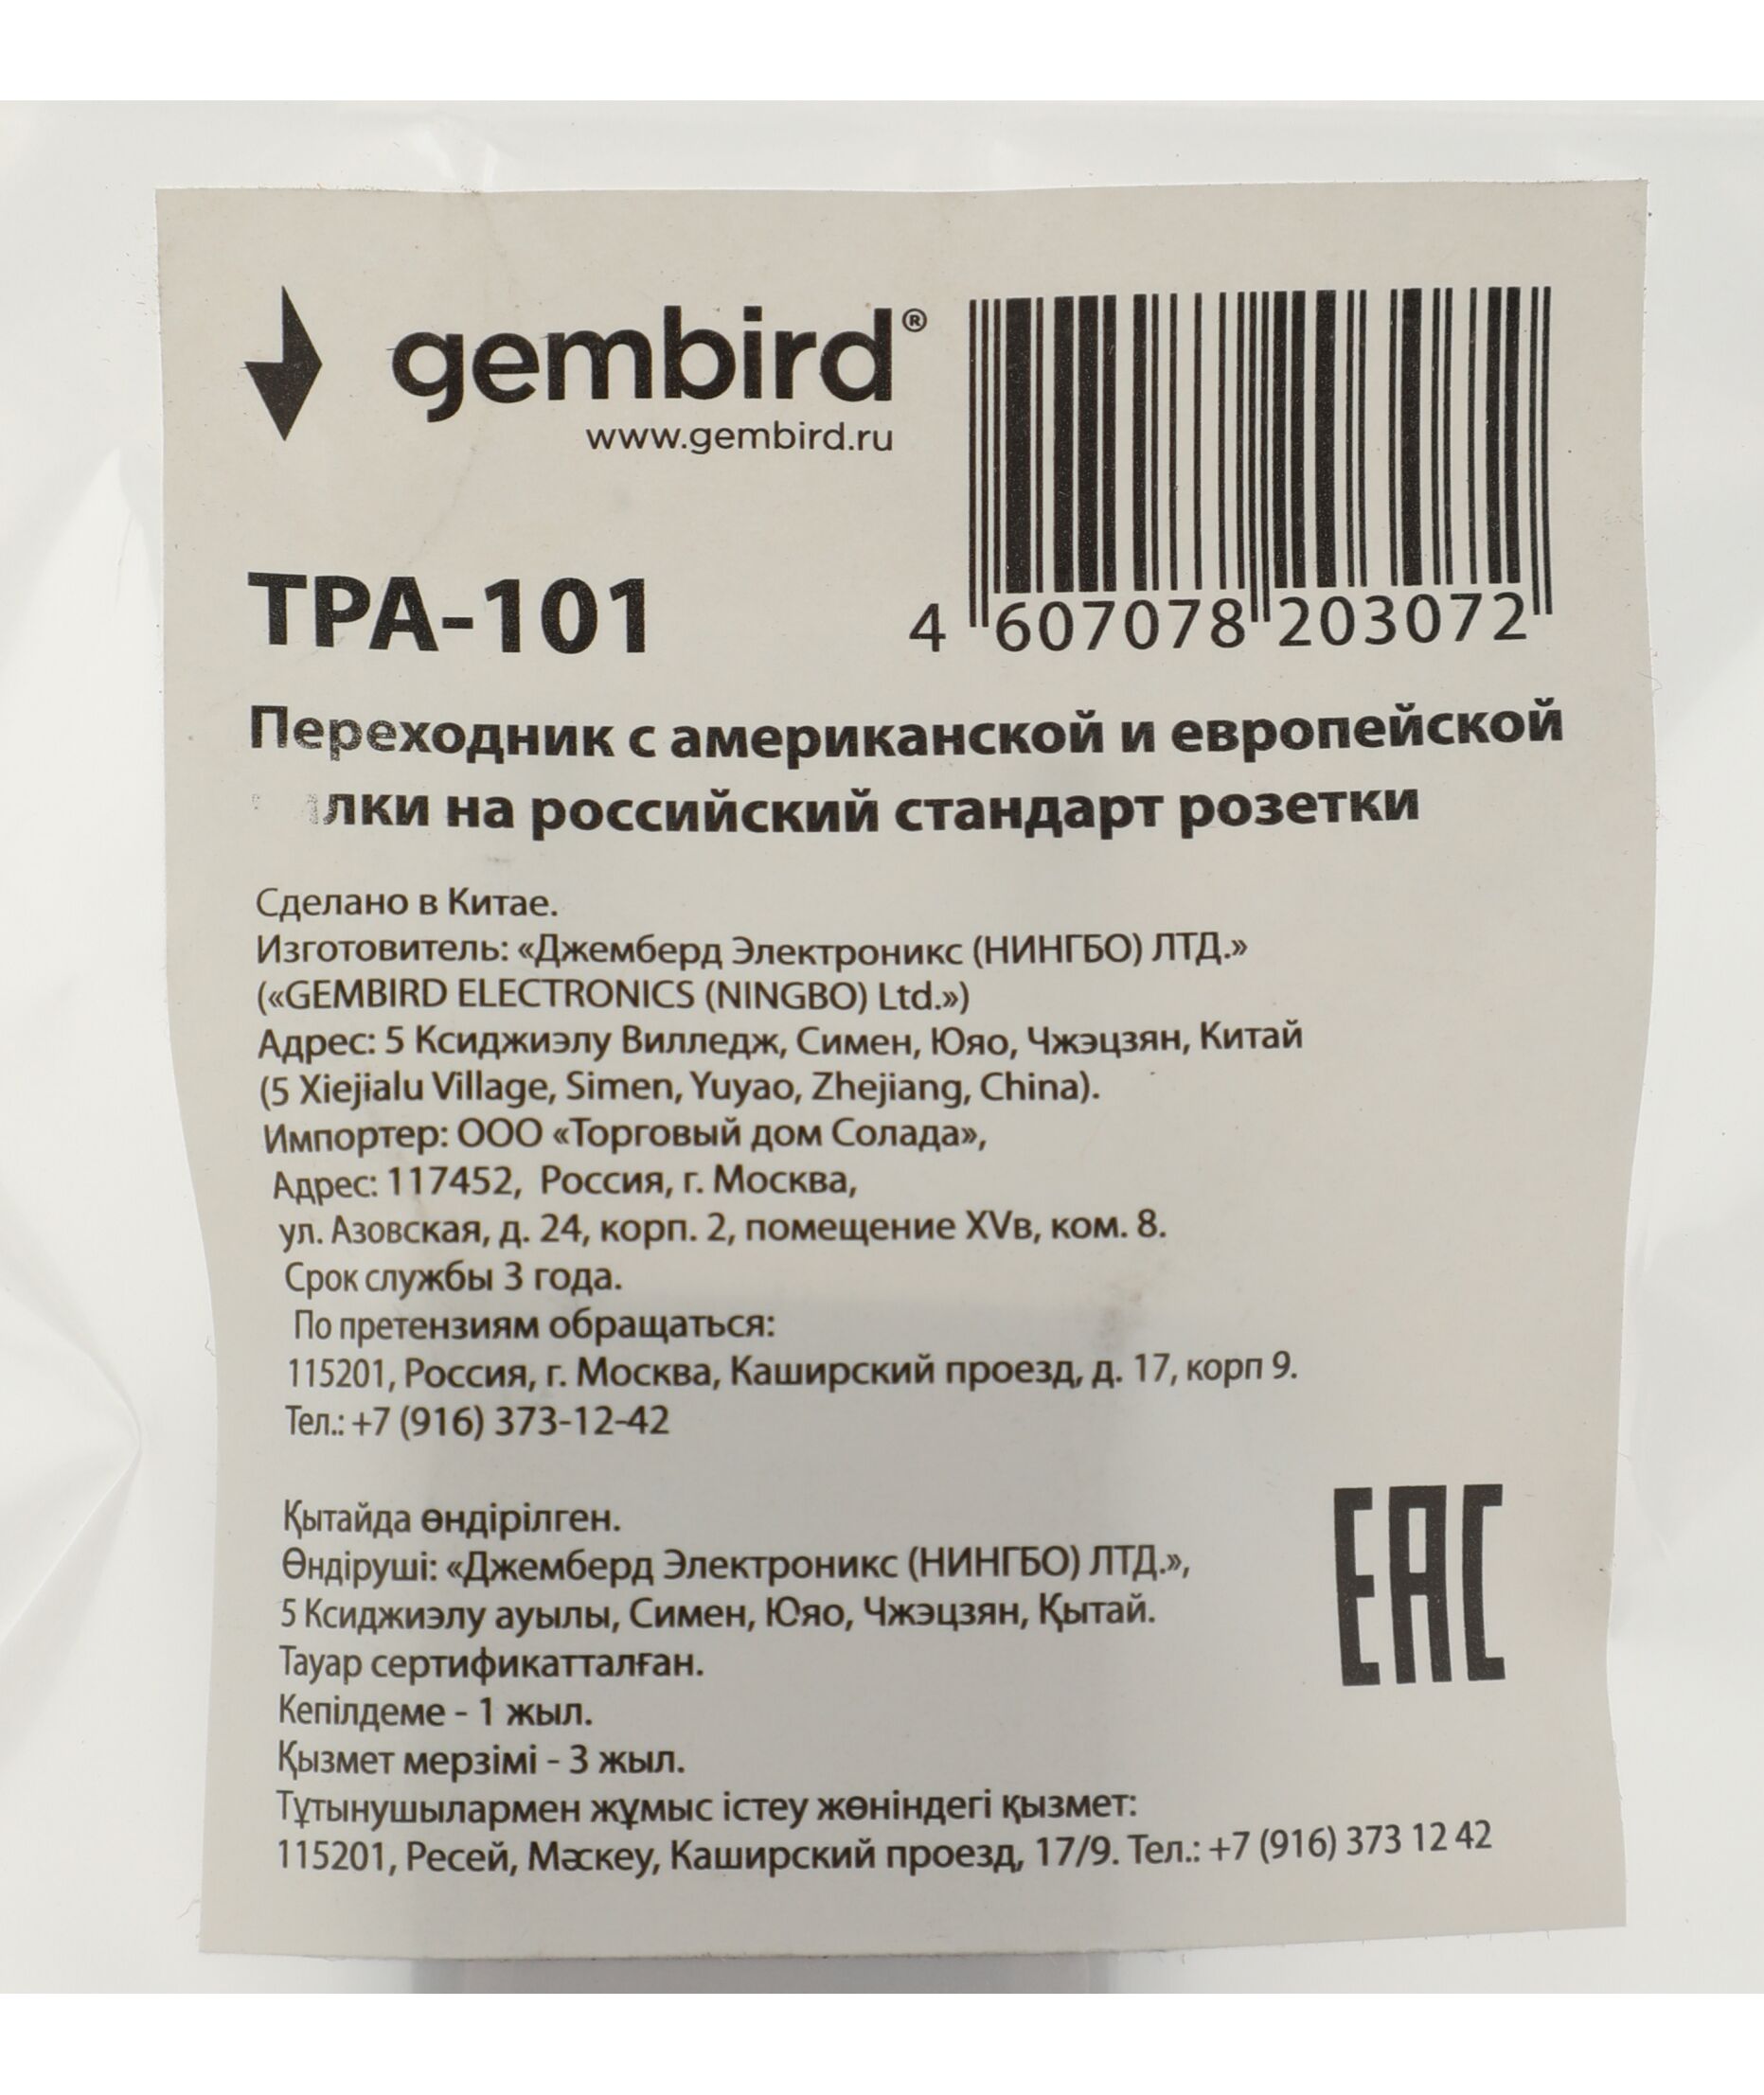 gembird®
www.gembird.ru
TPA-101
4 607078 203072
Переходник с американской и европейской
на российский стандарт розетки
Сделано в Китае.
Изготовитель: «Джемберд Электроникс (НИНГБО) ЛТД.»
(«GEMBIRD ELECTRONICS (NINGBO) Ltd.»)
Адрес: 5 Ксиджиэлу Вилледж, Симен, Юяо, Чжэцзян, Китай
(5 Xiejialu Village, Simen, Yuyao, Zhejiang, China).
Импортер: ООО «Торговый дом Солада»,
Адрес: 117452, Россия, г. Москва,
ул. Азовская, д. 24, корп. 2, помещение XVв, ком. 8.
Срок службы 3 года.
По претензиям обращаться:
115201, Россия, г. Москва, Каширский проезд, д. 17, корп 9.
Тел.: +7 (916) 373-12-42
Қытайда өндірілген.
Өндіруші: «Джемберд Электроникс (НИНГБО) ЛТД.»,
5 Ксиджиэлу ауылы, Симен, Юяо, Чжэцзян, Қытай.
Тауар сертификатталған.
Кепілдеме - 1 жыл.
Қызмет мерзімі - 3 жыл.
Тұтынушылармен жұмыс істеу жөніндегі қызмет:
115201, Ресей, Мәскеу, Каширский проезд, 17/9. Тел.: +7 (916) 373 12 42
EAC